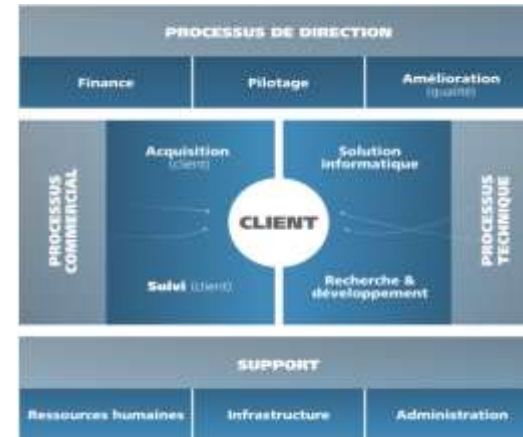 PROCESSUS DE DIRECTION
Finance
Pilotage
Amélioration
(qualité)
PROCESSUS
COMMERCIAL
Acquisition
(client)
Suivi (client)
CLIENT
Solution
informatique
Recherche &
développement
PROCESSUS
TECHNIQUE
SUPPORT
Ressources humaines
Infrastructure
Administration